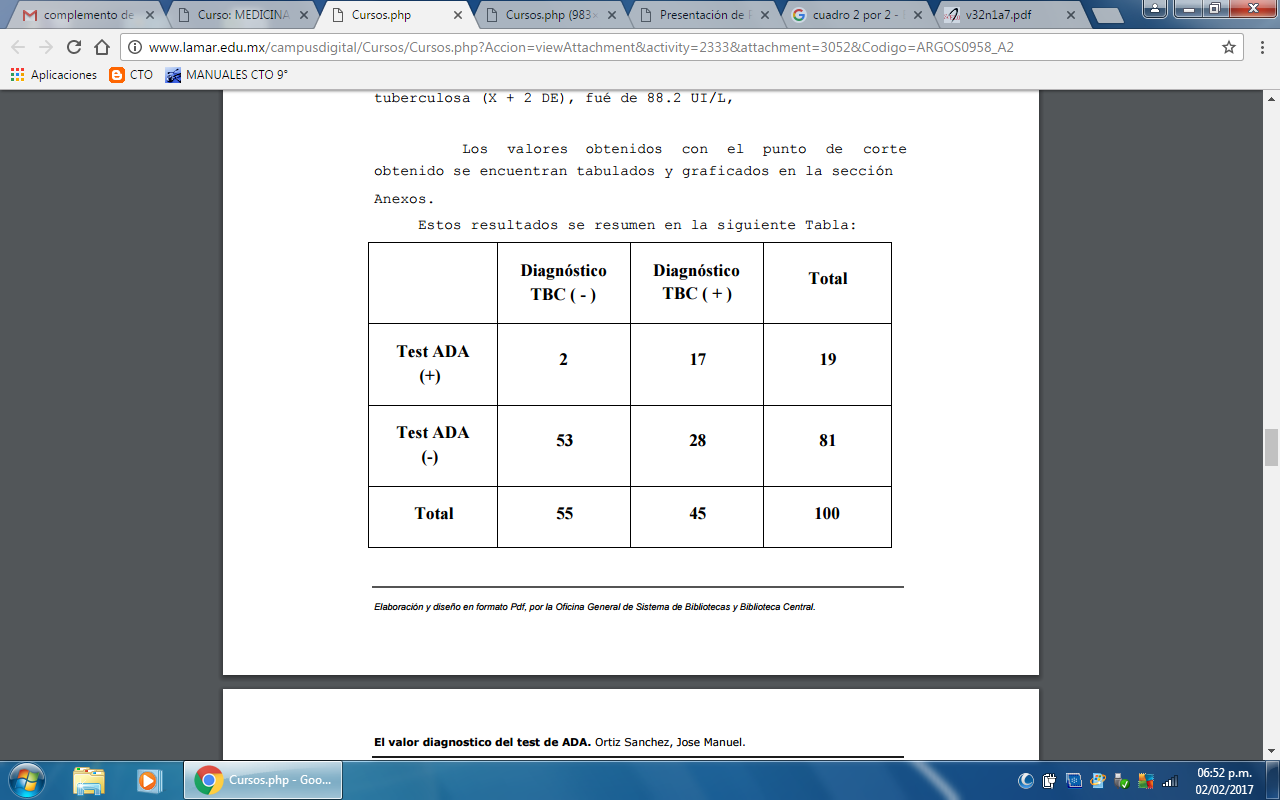 complemento de
Curso: MEDICINA
Cursos.php
Cursos.php (983×
Presentación de P
cuadro 2 por 2 -
v32n1a7.pdf
www.lamar.edu.mx/campusdigital/Cursos/Cursos.php?Accion=viewAttachment&activity=2333&attachment=3052&Codigo=ARGOS0958_A2
Aplicaciones CTO MANUALES CTO 9°
tuberculosa (X + 2 DE), fué de 88.2 UI/L,
Los valores obtenidos con el punto de corte
obtenido se encuentran tabulados y graficados en la sección
Anexos.
Estos resultados se resumen en la siguiente Tabla:
Diagnóstico TBC ( - )
Diagnóstico TBC ( + )
Total
Test ADA (+)
2
17
19
Test ADA (-)
53
28
81
Total
55
45
100
Elaboración y diseño en formato Pdf, por la Oficina General de Sistema de Bibliotecas y Biblioteca Central.
El valor diagnostico del test de ADA. Ortiz Sanchez, Jose Manuel.
Cursos.php - Goo...
06:52 p.m.
02/02/2017